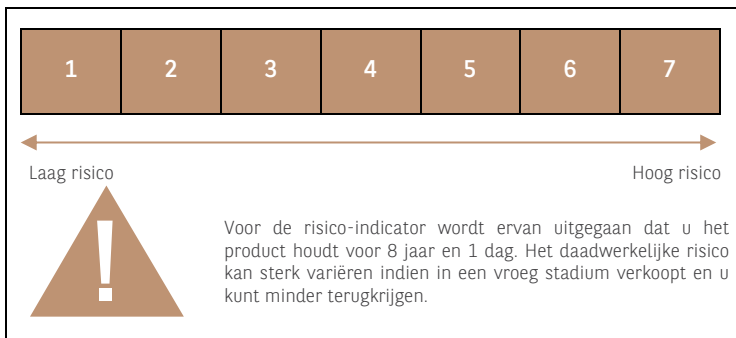 1 2 3 4 5 6 7
Laag risico Hoog risico
!
Voor de risico-indicator wordt ervan uitgegaan dat u het
product houdt voor 8 jaar en 1 dag. Het daadwerkelijke risico
kan sterk variëren indien in een vroeg stadium verkoopt en u
kunt minder terugkrijgen.